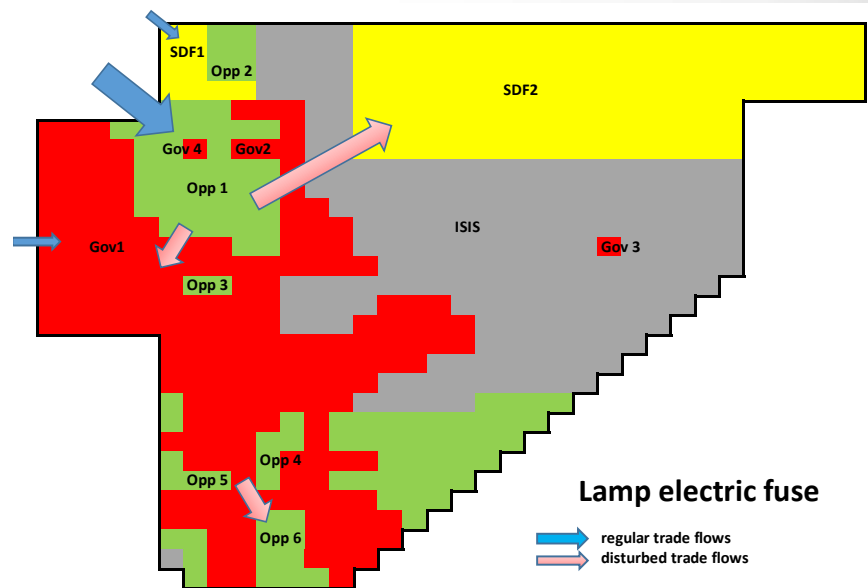 SDF1
Opp 2
SDF2
Gov 4
Gov2
Opp 1
ISIS
Gov1
Gov 3
Opp 3
Opp 4
Opp 5
Opp 6
Lamp electric fuse
regular trade flows
disturbed trade flows